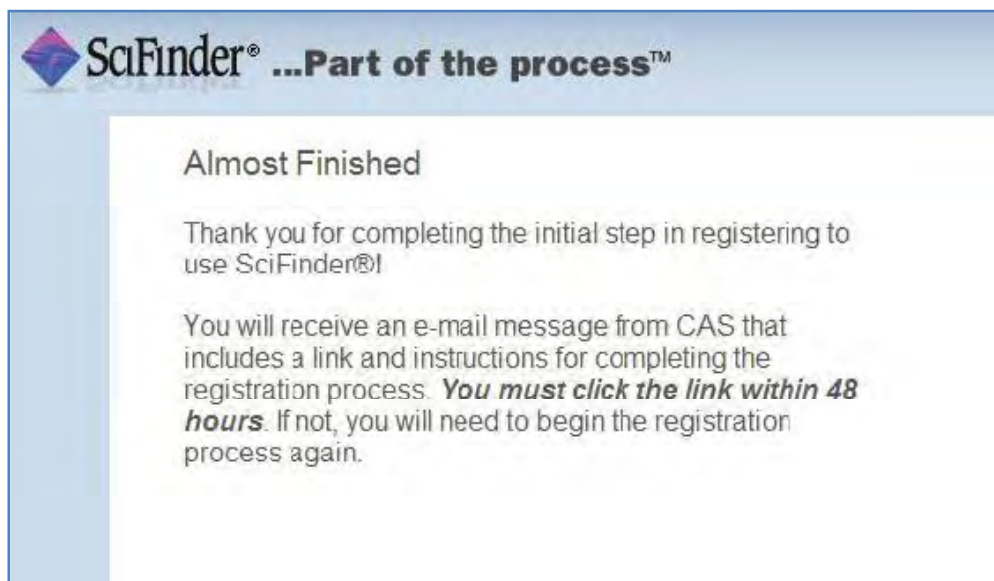 SciFinder® ...Part of the process™
Almost Finished
Thank you for completing the initial step in registering to
use SciFinder®!
You will receive an e-mail message from CAS that
includes a link and instructions for completing the
registration process. You must click the link within 48
hours. If not, you will need to begin the registration
process again.